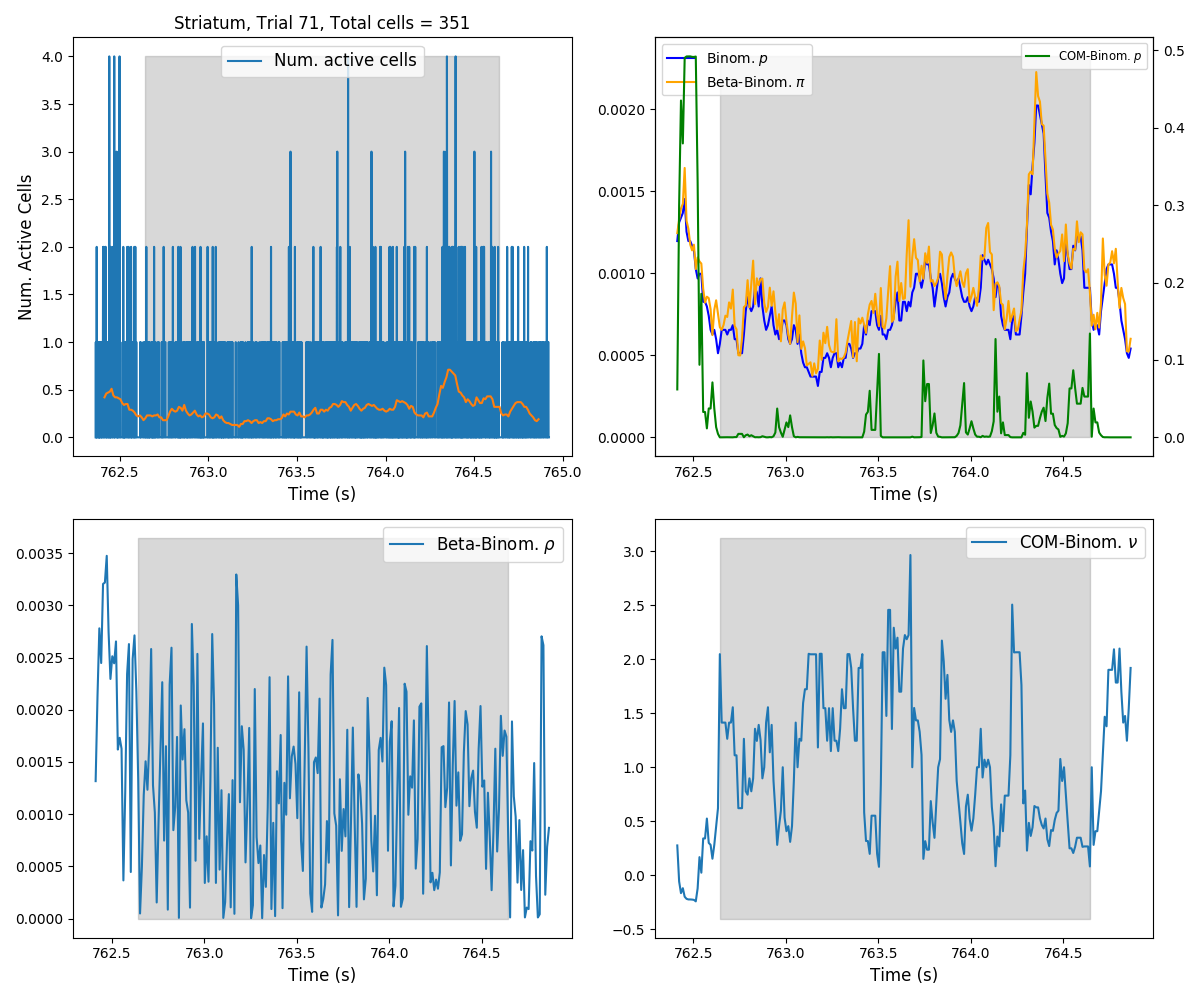 Striatum, Trial 71, Total cells = 351
Num. active cells
Num. Active Cells
4.0
3.5
3.0
2.5
2.0
1.5
1.0
0.5
0.0
762.5 763.0 763.5 764.0 764.5 765.0
Time (s)
Binom. p
Beta-Binom. π
COM-Binom. p
0.0020
0.0015
0.0010
0.0005
0.0000
0.5
0.4
0.3
0.2
0.1
0.0
762.5 763.0 763.5 764.0 764.5
Time (s)
Beta-Binom. ρ
0.0035
0.0030
0.0025
0.0020
0.0015
0.0010
0.0005
0.0000
762.5 763.0 763.5 764.0 764.5
Time (s)
COM-Binom. ν
3.0
2.5
2.0
1.5
1.0
0.5
0.0
−0.5
762.5 763.0 763.5 764.0 764.5
Time (s)